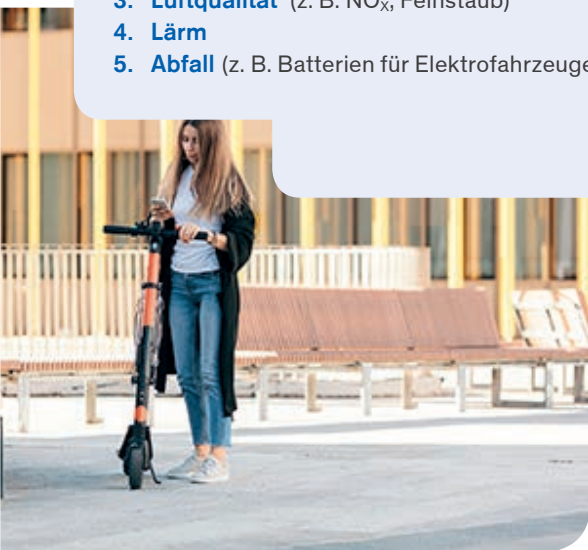 3. Luftqualität (z. B. NOₓ, Feinstaub)
4. Lärm
5. Abfall (z. B. Batterien für Elektrofahrzeuge